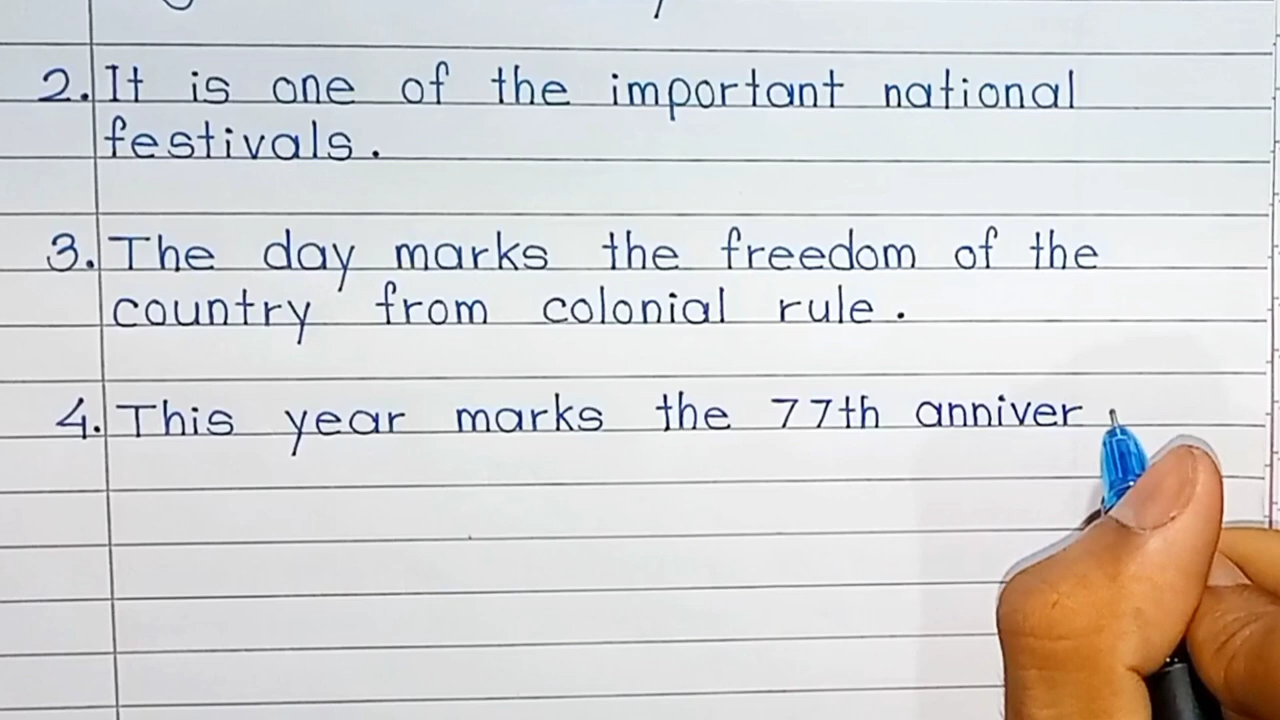 2. It is one of the important national
festivals.
3. The day marks the freedom of the
country from colonial rule.
4. This year marks the 77th anniver